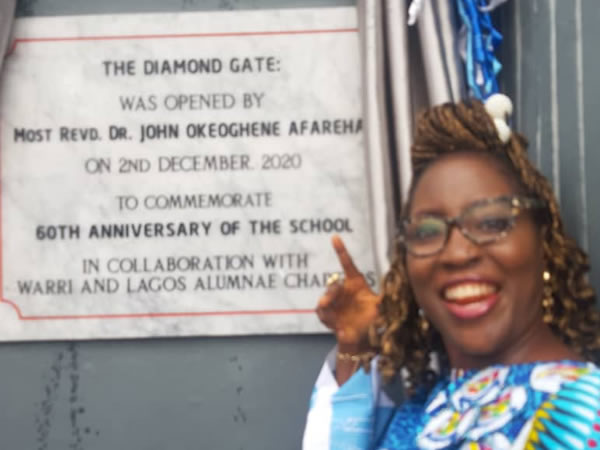 THE DIAMOND GATE:
WAS OPENED BY
MOST REVD. DR. JOHN OKEOGHENE AFAREHA
ON 2ND DECEMBER. 2020
TO COMMEMORATE
60TH ANNIVERSARY OF THE SCHOOL
IN COLLABORATION WITH
WARRI AND LAGOS ALUMNAE